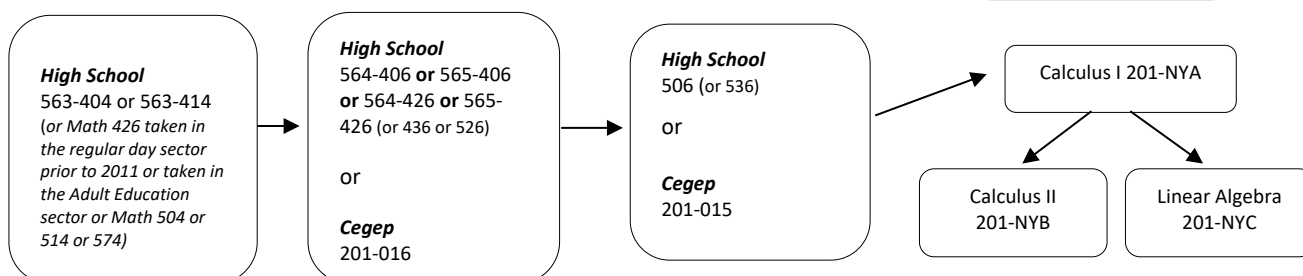 High School
563-404 or 563-414
(or Math 426 taken in
the regular day sector
prior to 2011 or taken in
the Adult Education
sector or Math 504 or
514 or 574)
High School
564-406 or 565-406
or 564-426 or 565-
426 (or 436 or 526)
or
Cegep
201-016
High School
506 (or 536)
or
Cegep
201-015
Calculus I 201-NYA
Calculus II
201-NYB
Linear Algebra
201-NYC